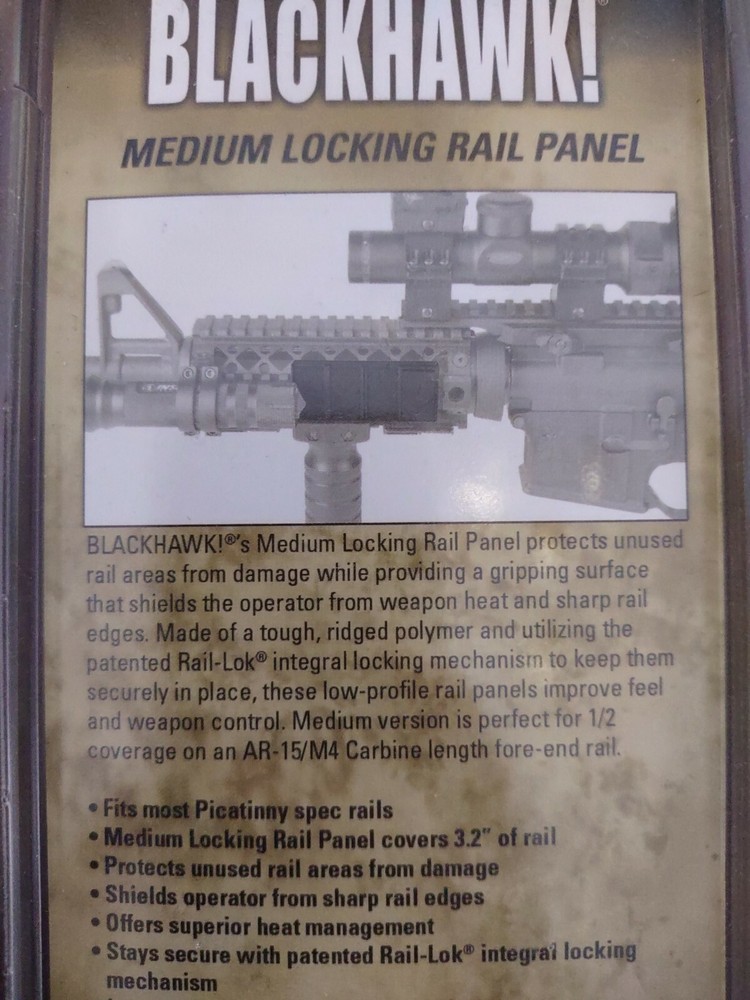 BLACKHAWK!®
MEDIUM LOCKING RAIL PANEL
BLACKHAWK!®'s Medium Locking Rail Panel protects unused
rail areas from damage while providing a gripping surface
that shields the operator from weapon heat and sharp rail
edges. Made of a tough, ridged polymer and utilizing the
patented Rail-Lok® integral locking mechanism to keep them
securely in place, these low-profile rail panels improve feel
and weapon control. Medium version is perfect for 1/2
coverage on an AR-15/M4 Carbine length fore-end rail.
• Fits most Picatinny spec rails
• Medium Locking Rail Panel covers 3.2" of rail
• Protects unused rail areas from damage
• Shields operator from sharp rail edges
• Offers superior heat management
• Stays secure with patented Rail-Lok® integral locking
mechanism